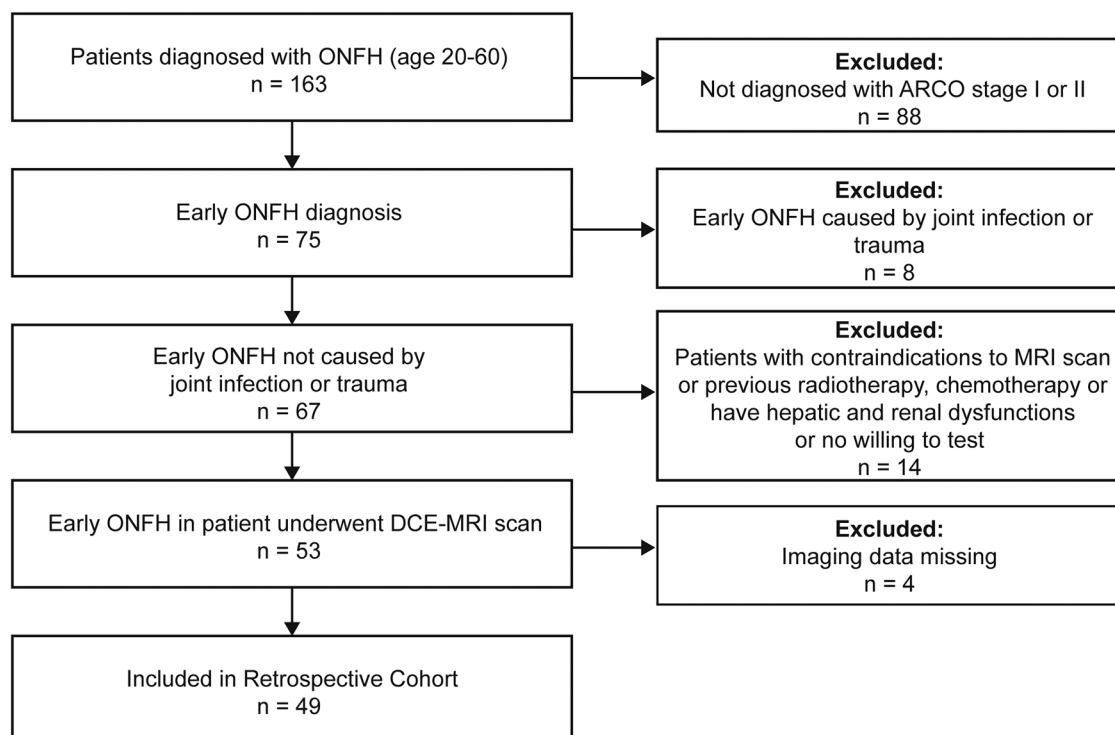 Patients diagnosed with ONFH (age 20-60)
n = 163
Excluded:
Not diagnosed with ARCO stage I or II
n = 88
Early ONFH diagnosis
n = 75
Excluded:
Early ONFH caused by joint infection or
trauma
n = 8
Early ONFH not caused by
joint infection or trauma
n = 67
Excluded:
Patients with contraindications to MRI scan
or previous radiotherapy, chemotherapy or
have hepatic and renal dysfunctions
or no willing to test
n = 14
Early ONFH in patient underwent DCE-MRI scan
n = 53
Excluded:
Imaging data missing
n = 4
Included in Retrospective Cohort
n = 49